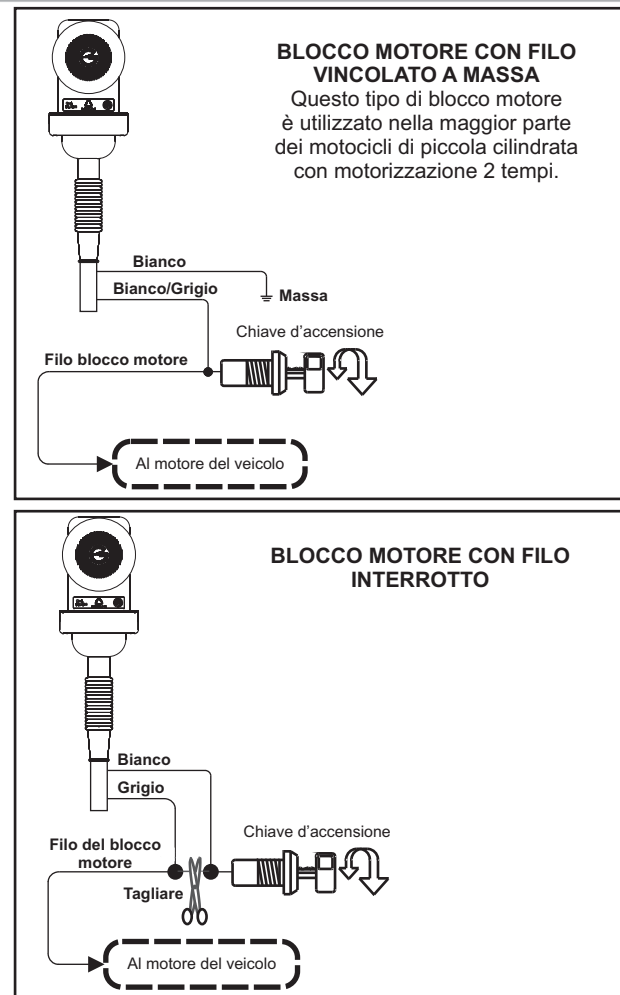 BLOCCO MOTORE CON FILO
VINCOLATO A MASSA
Questo tipo di blocco motore
è utilizzato nella maggior parte
dei motocicli di piccola cilindrata
con motorizzazione 2 tempi.
Bianco
Bianco/Grigio
Massa
Chiave d'accensione
Filo blocco motore
Al motore del veicolo
BLOCCO MOTORE CON FILO
INTERROTTO
Bianco
Grigio
Chiave d'accensione
Filo del blocco
motore
Tagliare
Al motore del veicolo